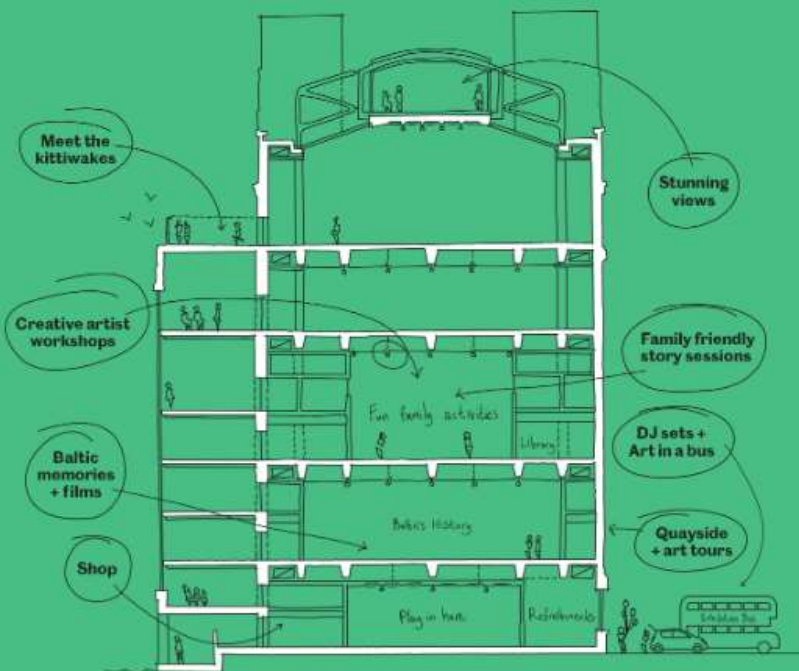 Meet the
kittiwakes
Stunning
views
Creative artist
workshops
Family friendly
story sessions
Fun family activities
Library
DJ sets +
Art in a bus
Baltic
memories
+ films
Baltic's History
Quayside
+ art tours
Shop
Play in here
Refreshments
Bus